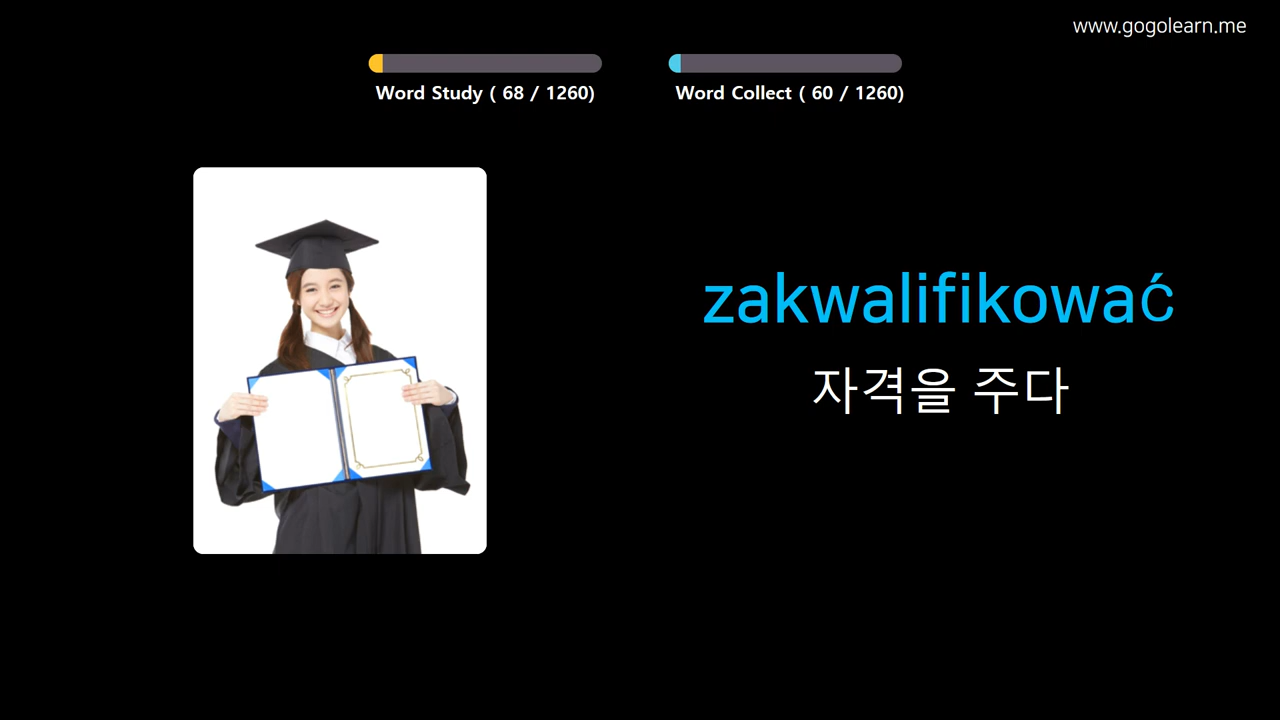 www.gogolearn.me
Word Study ( 68 / 1260)
Word Collect ( 60 / 1260)
zakwalifikować
자격을 주다